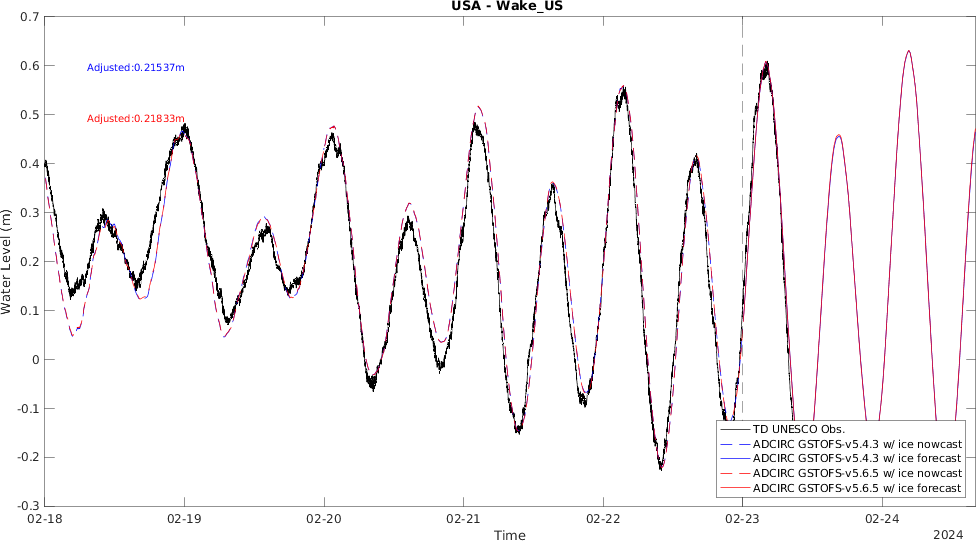 USA - Wake_US
0.7
0.6
0.5
0.4
0.3
0.2
0.1
0
-0.1
-0.2
-0.3
Water Level (m)
Adjusted:0.21537m
Adjusted:0.21833m
TD UNESCO Obs.
ADCIRC GSTOFS-v5.4.3 w/ ice nowcast
ADCIRC GSTOFS-v5.4.3 w/ ice forecast
ADCIRC GSTOFS-v5.6.5 w/ ice nowcast
ADCIRC GSTOFS-v5.6.5 w/ ice forecast
02-18 02-19 02-20 02-21 02-22 02-23 02-24
Time
2024